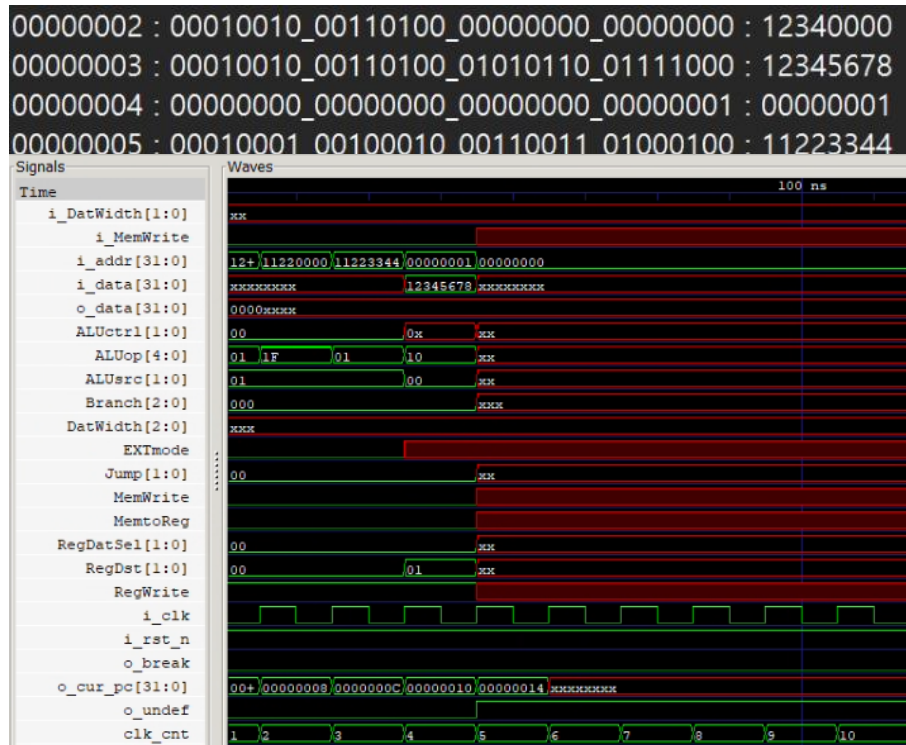 00000002 : 00010010_00110100_00000000_00000000 : 12340000
00000003 : 00010010_00110100_01010110_01111000 : 12345678
00000004 : 00000000_00000000_00000000_00000001 : 00000001
00000005 : 00010001_00100010_00110011_01000100 : 11223344
Signals Waves
Time 100 ns
i_DatWidth[1:0] xx
i_MemWrite
i_addr[31:0] 12+ 11220000 11223344 00000001 00000000
i_data[31:0] xxxxxxxx 12345678 xxxxxxxx
o_data[31:0] 0000xxxx
ALUctrl[1:0] 00 0x xx
ALUop[4:0] 01 1F 01 10 xx
ALUsrc[1:0] 01 00 xx
Branch[2:0] 000 xxx
DatWidth[2:0] xxx
EXTmode
Jump[1:0] 00 xx
MemWrite
MemtoReg
RegDatSel[1:0] 00 xx
RegDst[1:0] 00 01 xx
RegWrite
i_clk
i_rst_n
o_break
o_cur_pc[31:0] 00+ 00000008 0000000C 00000010 00000014 xxxxxxxx
o_undef
clk_cnt 1 2 3 4 5 6 7 8 9 10